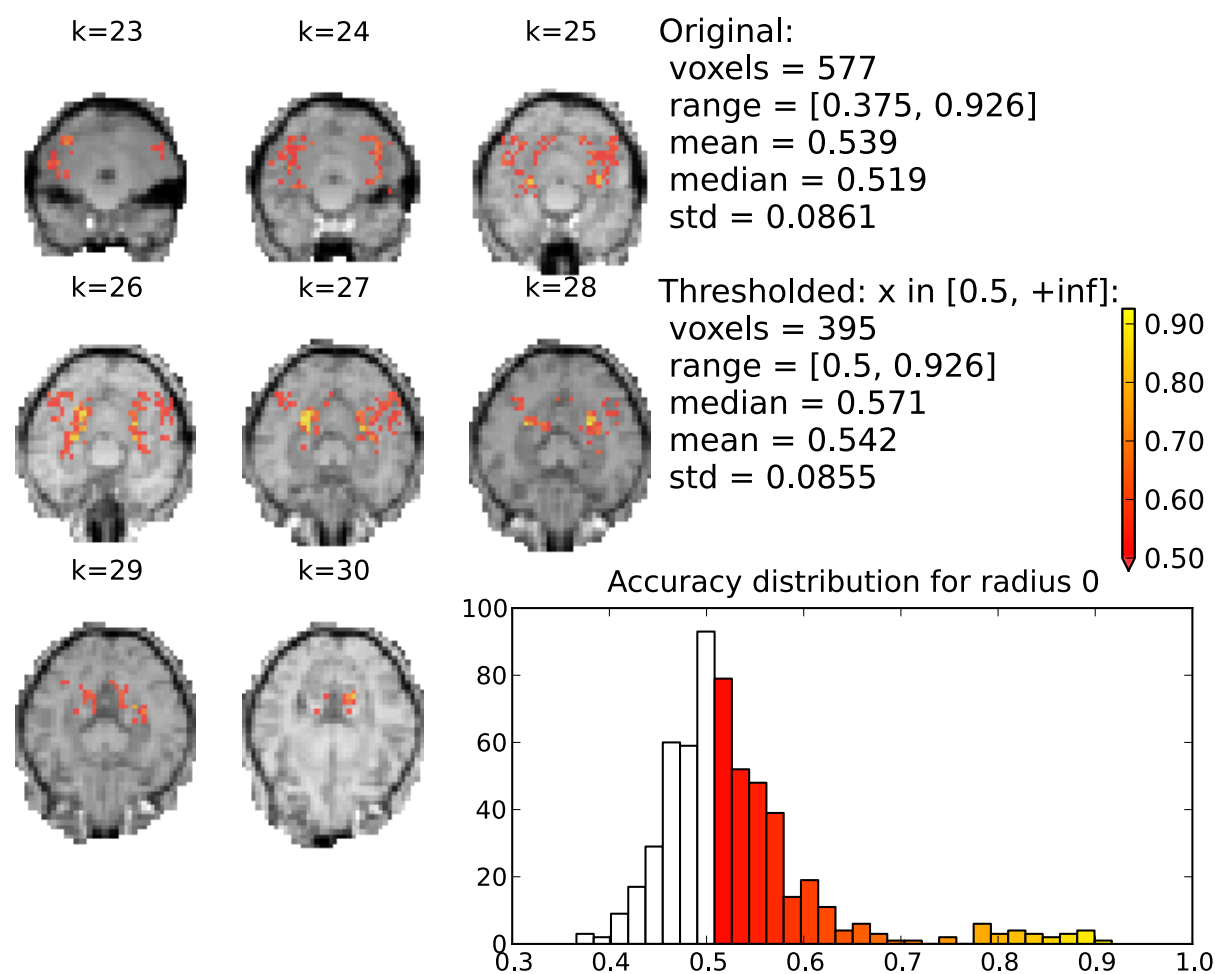 k=23
k=24
k=25
Original:
voxels = 577
range = [0.375, 0.926]
mean = 0.539
median = 0.519
std = 0.0861
k=26
k=27
k=28
Thresholded: x in [0.5, +inf]:
voxels = 395
range = [0.5, 0.926]
median = 0.571
mean = 0.542
std = 0.0855
0.90
0.80
0.70
0.60
0.50
k=29
k=30
Accuracy distribution for radius 0
100
80
60
40
20
0
0.3 0.4 0.5 0.6 0.7 0.8 0.9 1.0